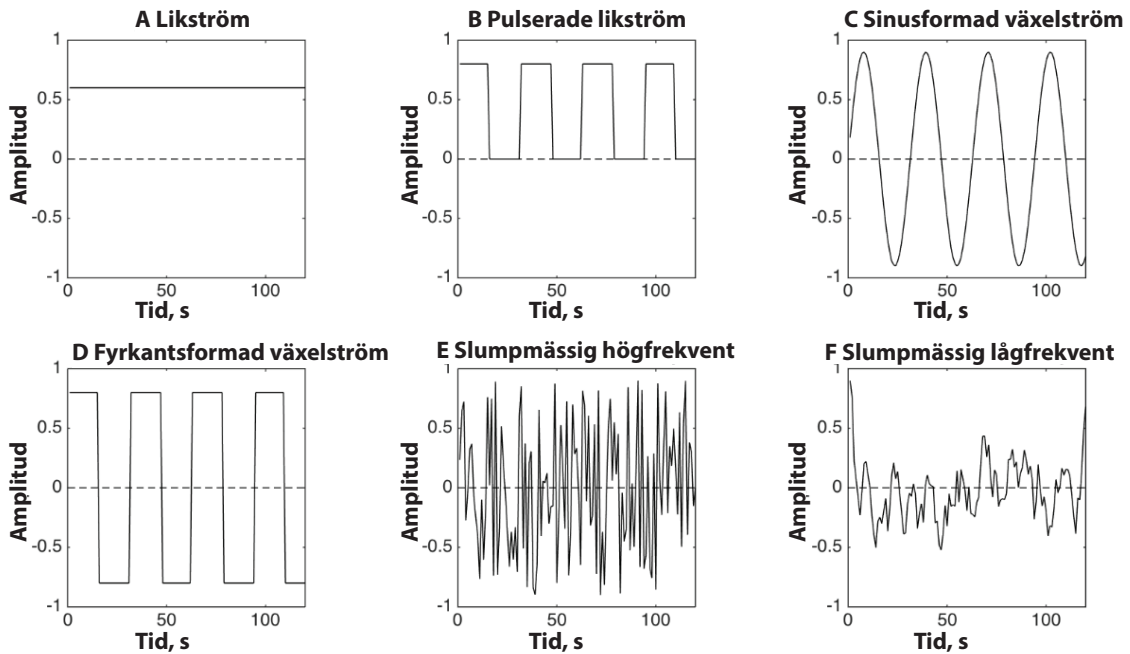 A Likström
B Pulserade likström
C Sinusformad växelström
1
0.5
0
-0.5
-1
Amplitud
0
50
100
Tid, s
1
0.5
0
-0.5
-1
Amplitud
0
50
100
Tid, s
1
0.5
0
-0.5
-1
Amplitud
0
50
100
Tid, s
D Fyrkantsformad växelström
E Slumpmässig högfrekvent
F Slumpmässig lågfrekvent
1
0.5
0
-0.5
-1
Amplitud
0
50
100
Tid, s
1
0.5
0
-0.5
-1
Amplitud
0
50
100
Tid, s
1
0.5
0
-0.5
-1
Amplitud
0
50
100
Tid, s